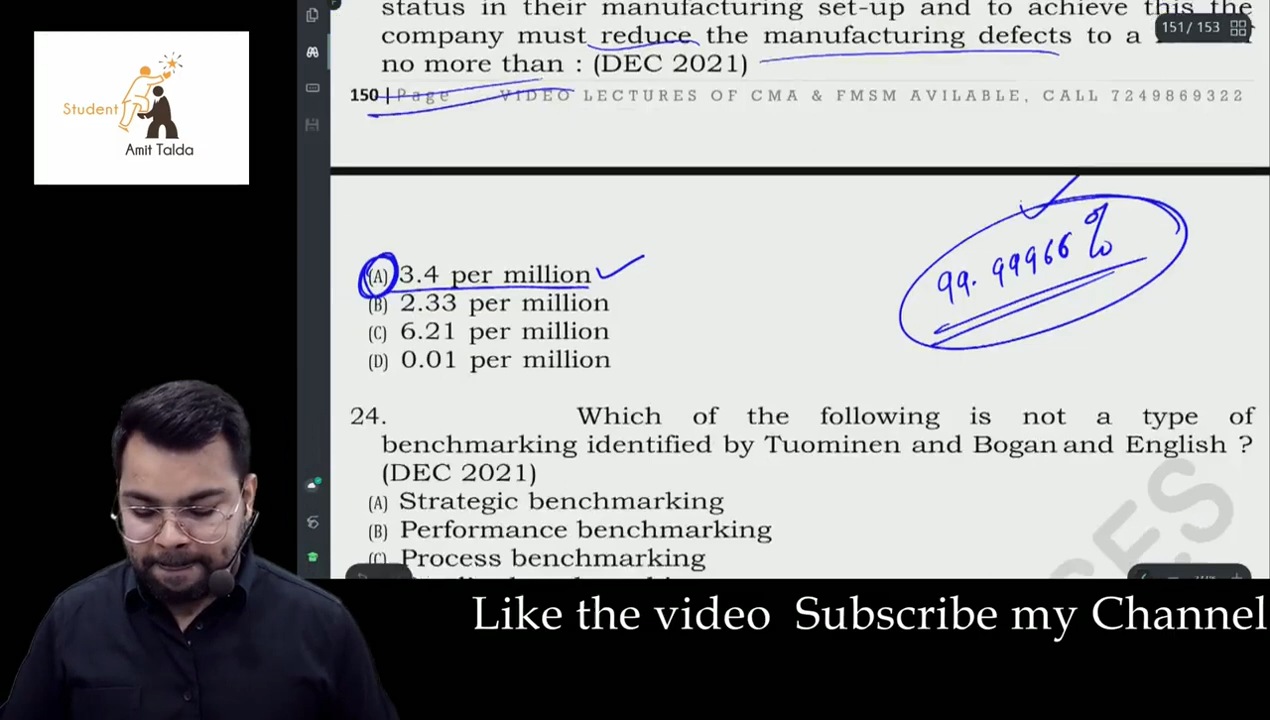 status in their manufacturing set-up and to achieve this the
company must reduce the manufacturing defects to a
no more than : (DEC 2021)
151 / 153
150 | Page VIDEO LECTURES OF CMA & FMSM AVILABLE, CALL 7249869322
Student
Amit Talda
99.99966%
(A) 3.4 per million
(B) 2.33 per million
(C) 6.21 per million
(D) 0.01 per million
24. Which of the following is not a type of
benchmarking identified by Tuominen and Bogan and English ?
(DEC 2021)
(A) Strategic benchmarking
(B) Performance benchmarking
(C) Process benchmarking
Like the video Subscribe my Channel